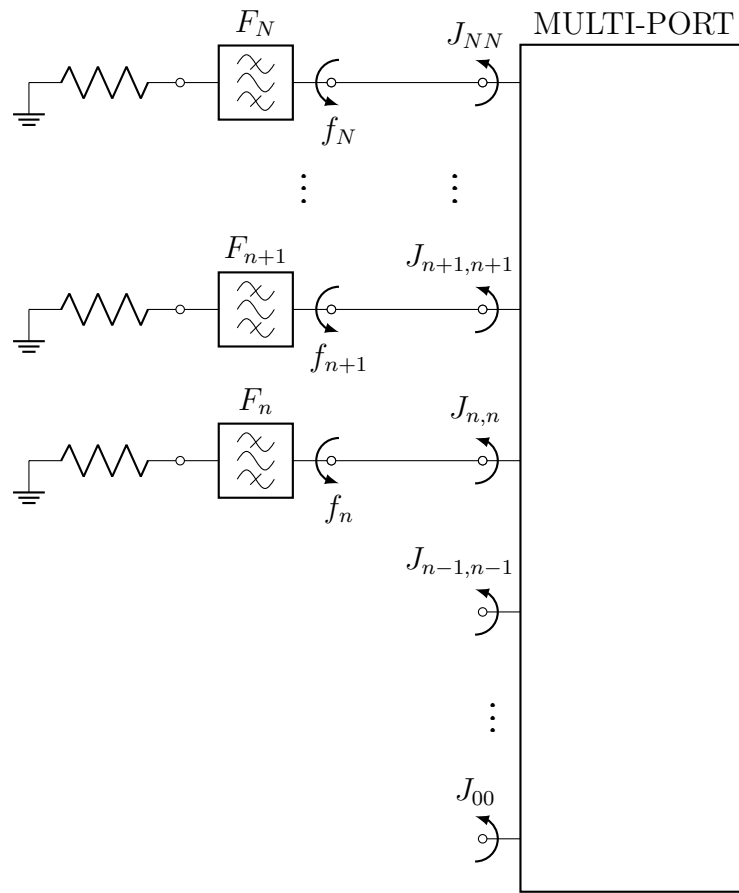 MULTI-PORT
F_N
J_{NN}
f_N
F_{n+1}
J_{n+1,n+1}
f_{n+1}
F_n
J_{n,n}
f_n
J_{n−1,n−1}
J_{00}